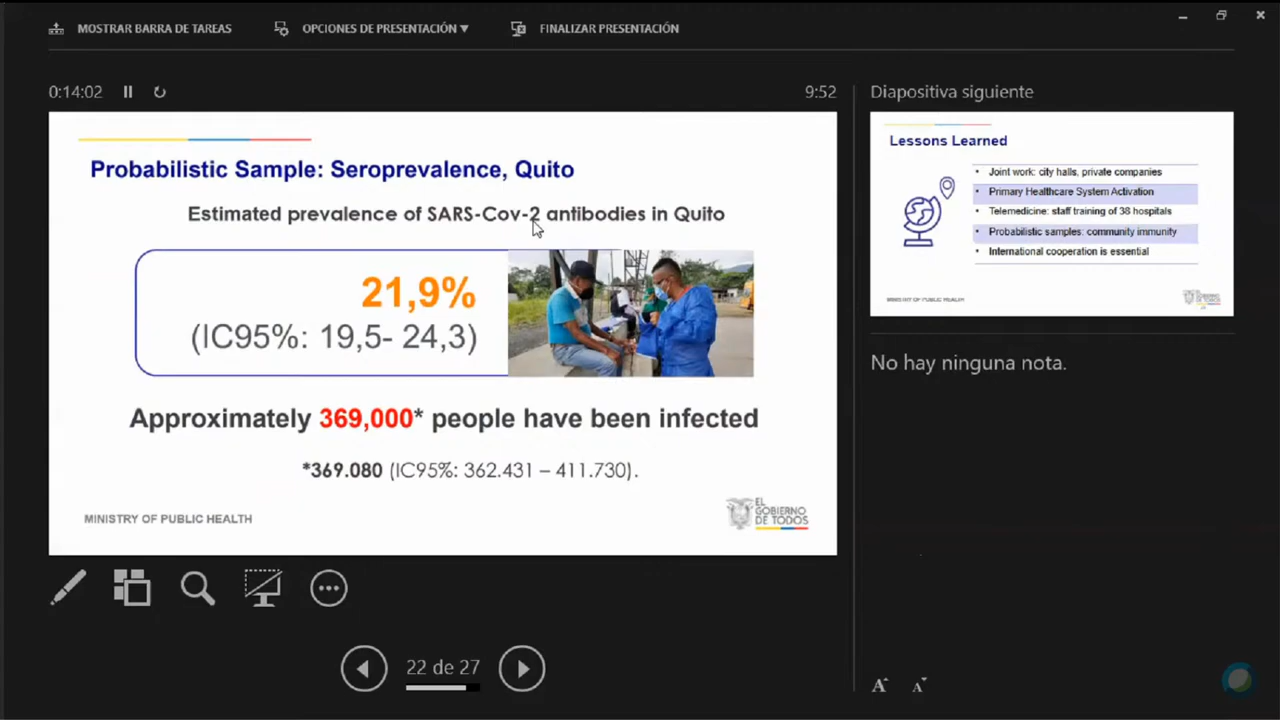 MOSTRAR BARRA DE TAREAS
OPCIONES DE PRESENTACIÓN ▼
FINALIZAR PRESENTACIÓN
0:14:02
9:52
Probabilistic Sample: Seroprevalence, Quito
Estimated prevalence of SARS-Cov-2 antibodies in Quito
21,9%
(IC95%: 19,5- 24,3)
Approximately 369,000* people have been infected
*369.080 (IC95%: 362.431 – 411.730).
MINISTRY OF PUBLIC HEALTH
EL
GOBIERNO
DE TODOS
22 de 27
Diapositiva siguiente
Lessons Learned
• Joint work: city halls, private companies
• Primary Healthcare System Activation
• Telemedicine: staff training of 38 hospitals
• Probabilistic samples: community immunity
• International cooperation is essential
MINISTRY OF PUBLIC HEALTH
EL
GOBIERNO
DE TODOS
No hay ninguna nota.
A A